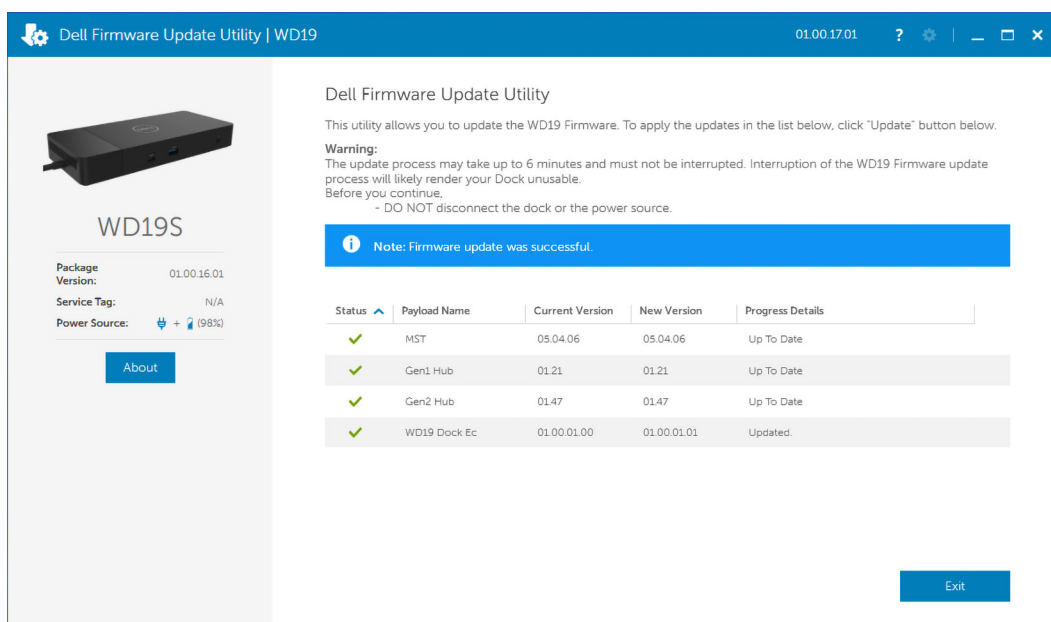 Dell Firmware Update Utility | WD19
01.00.17.01 ?
Dell Firmware Update Utility
This utility allows you to update the WD19 Firmware. To apply the updates in the list below, click "Update" button below.
Warning:
The update process may take up to 6 minutes and must not be interrupted. Interruption of the WD19 Firmware update
process will likely render your Dock unusable.
Before you continue,
- DO NOT disconnect the dock or the power source.
WD19S
Package Version: 01.00.16.01
Service Tag: N/A
Power Source: + (98%)
About
Note: Firmware update was successful.
Status Payload Name Current Version New Version Progress Details
MST 05.04.06 05.04.06 Up To Date
Gen1 Hub 01.21 01.21 Up To Date
Gen2 Hub 01.47 01.47 Up To Date
WD19 Dock Ec 01.00.01.00 01.00.01.01 Updated.
Exit